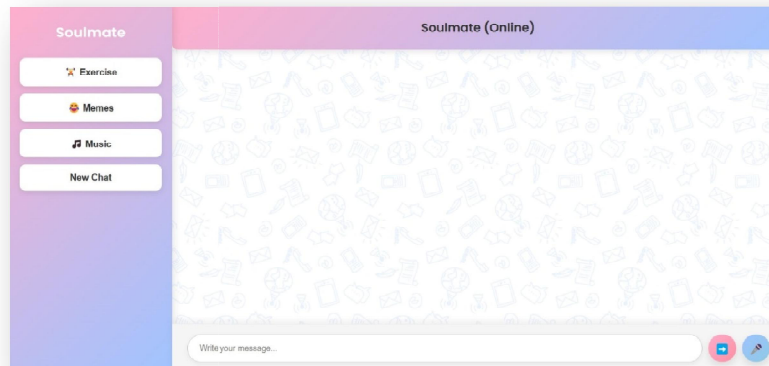 Soulmate
Soulmate (Online)
Exercise
Memes
Music
New Chat
Write your message...